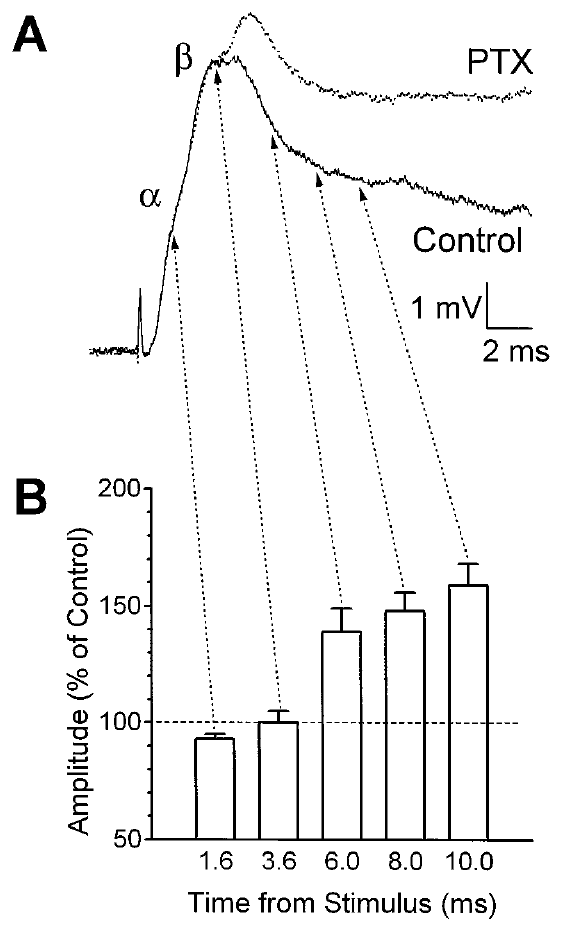 A
β
PTX
α
Control
1 mV
2 ms
B
Amplitude (% of Control)
200
150
100
50
1.6 3.6 6.0 8.0 10.0
Time from Stimulus (ms)